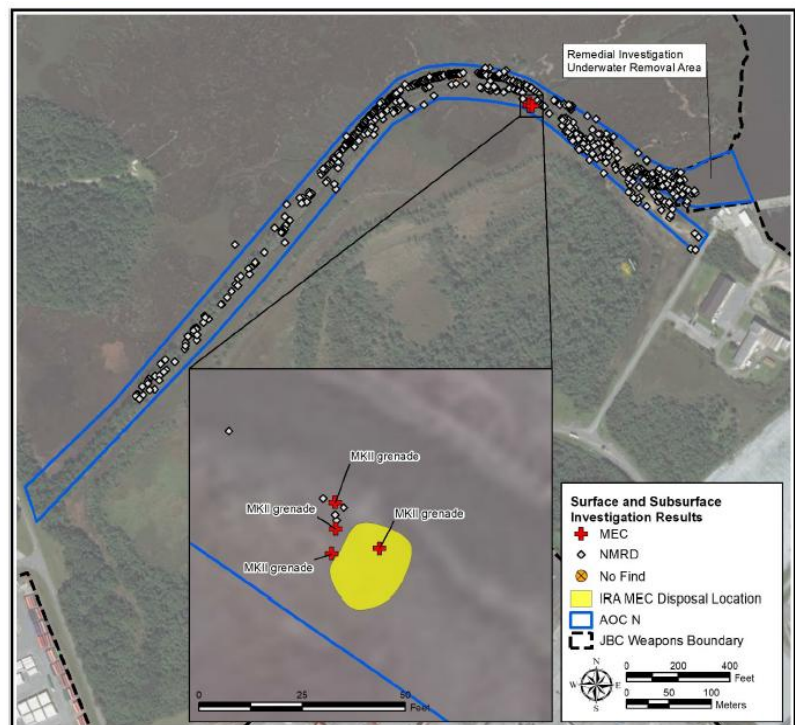 Remedial Investigation
Underwater Removal Area
MKII grenade
MKII grenade
MKII grenade
MKII grenade
0 25 50
Feet
Surface and Subsurface
Investigation Results
MEC
NMRD
No Find
IRA MEC Disposal Location
AOC N
JBC Weapons Boundary
N
W E
S
0 200 400
Feet
0 50 100
Meters